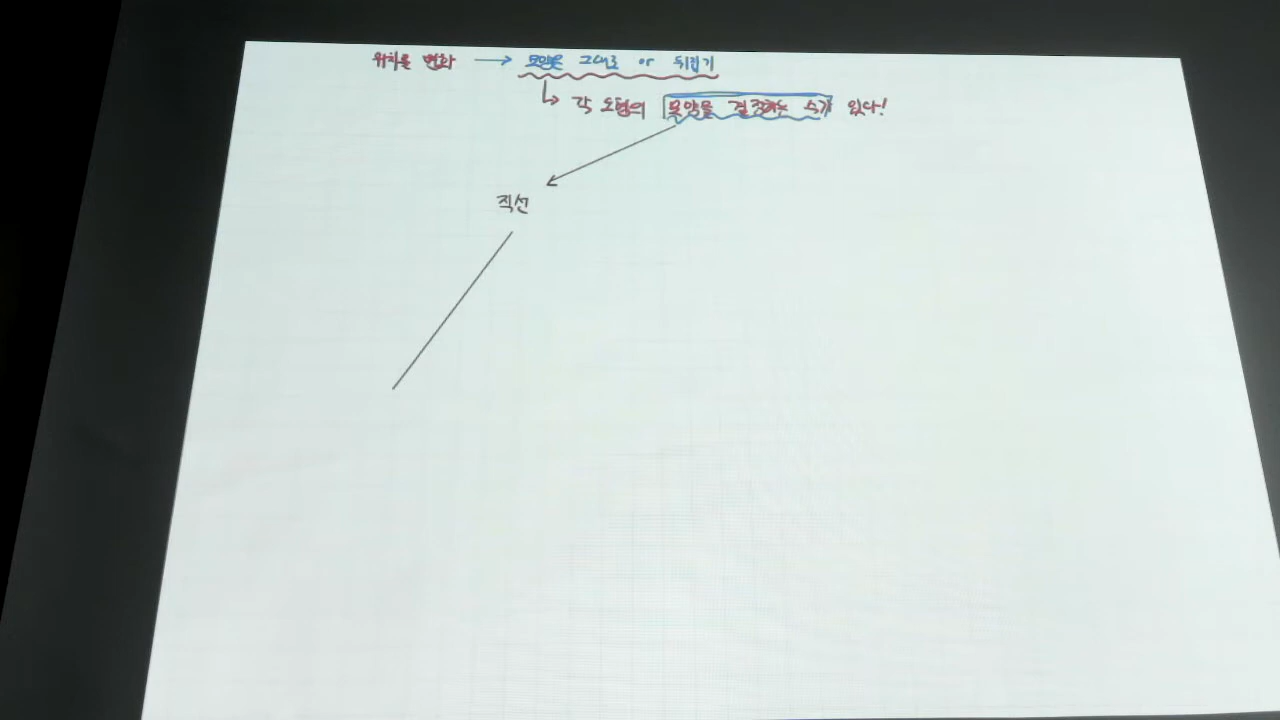 위치를 변화 → 모양은 그대로 or 뒤집기
↳ 각 도형의 모양을 결정하는 수가 있다!
직선